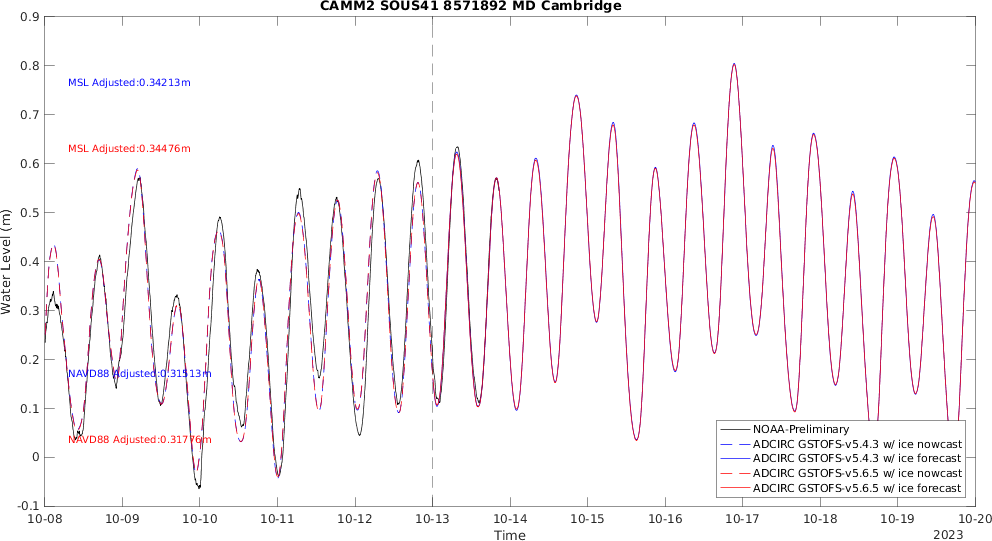 CAMM2 SOUS41 8571892 MD Cambridge
0.9
0.8
0.7
0.6
0.5
0.4
0.3
0.2
0.1
0
-0.1
Water Level (m)
MSL Adjusted:0.34213m
MSL Adjusted:0.34476m
NAVD88 Adjusted:0.31513m
NAVD88 Adjusted:0.31776m
NOAA-Preliminary
ADCIRC GSTOFS-v5.4.3 w/ ice nowcast
ADCIRC GSTOFS-v5.4.3 w/ ice forecast
ADCIRC GSTOFS-v5.6.5 w/ ice nowcast
ADCIRC GSTOFS-v5.6.5 w/ ice forecast
10-08 10-09 10-10 10-11 10-12 10-13 10-14 10-15 10-16 10-17 10-18 10-19 10-20
Time
2023